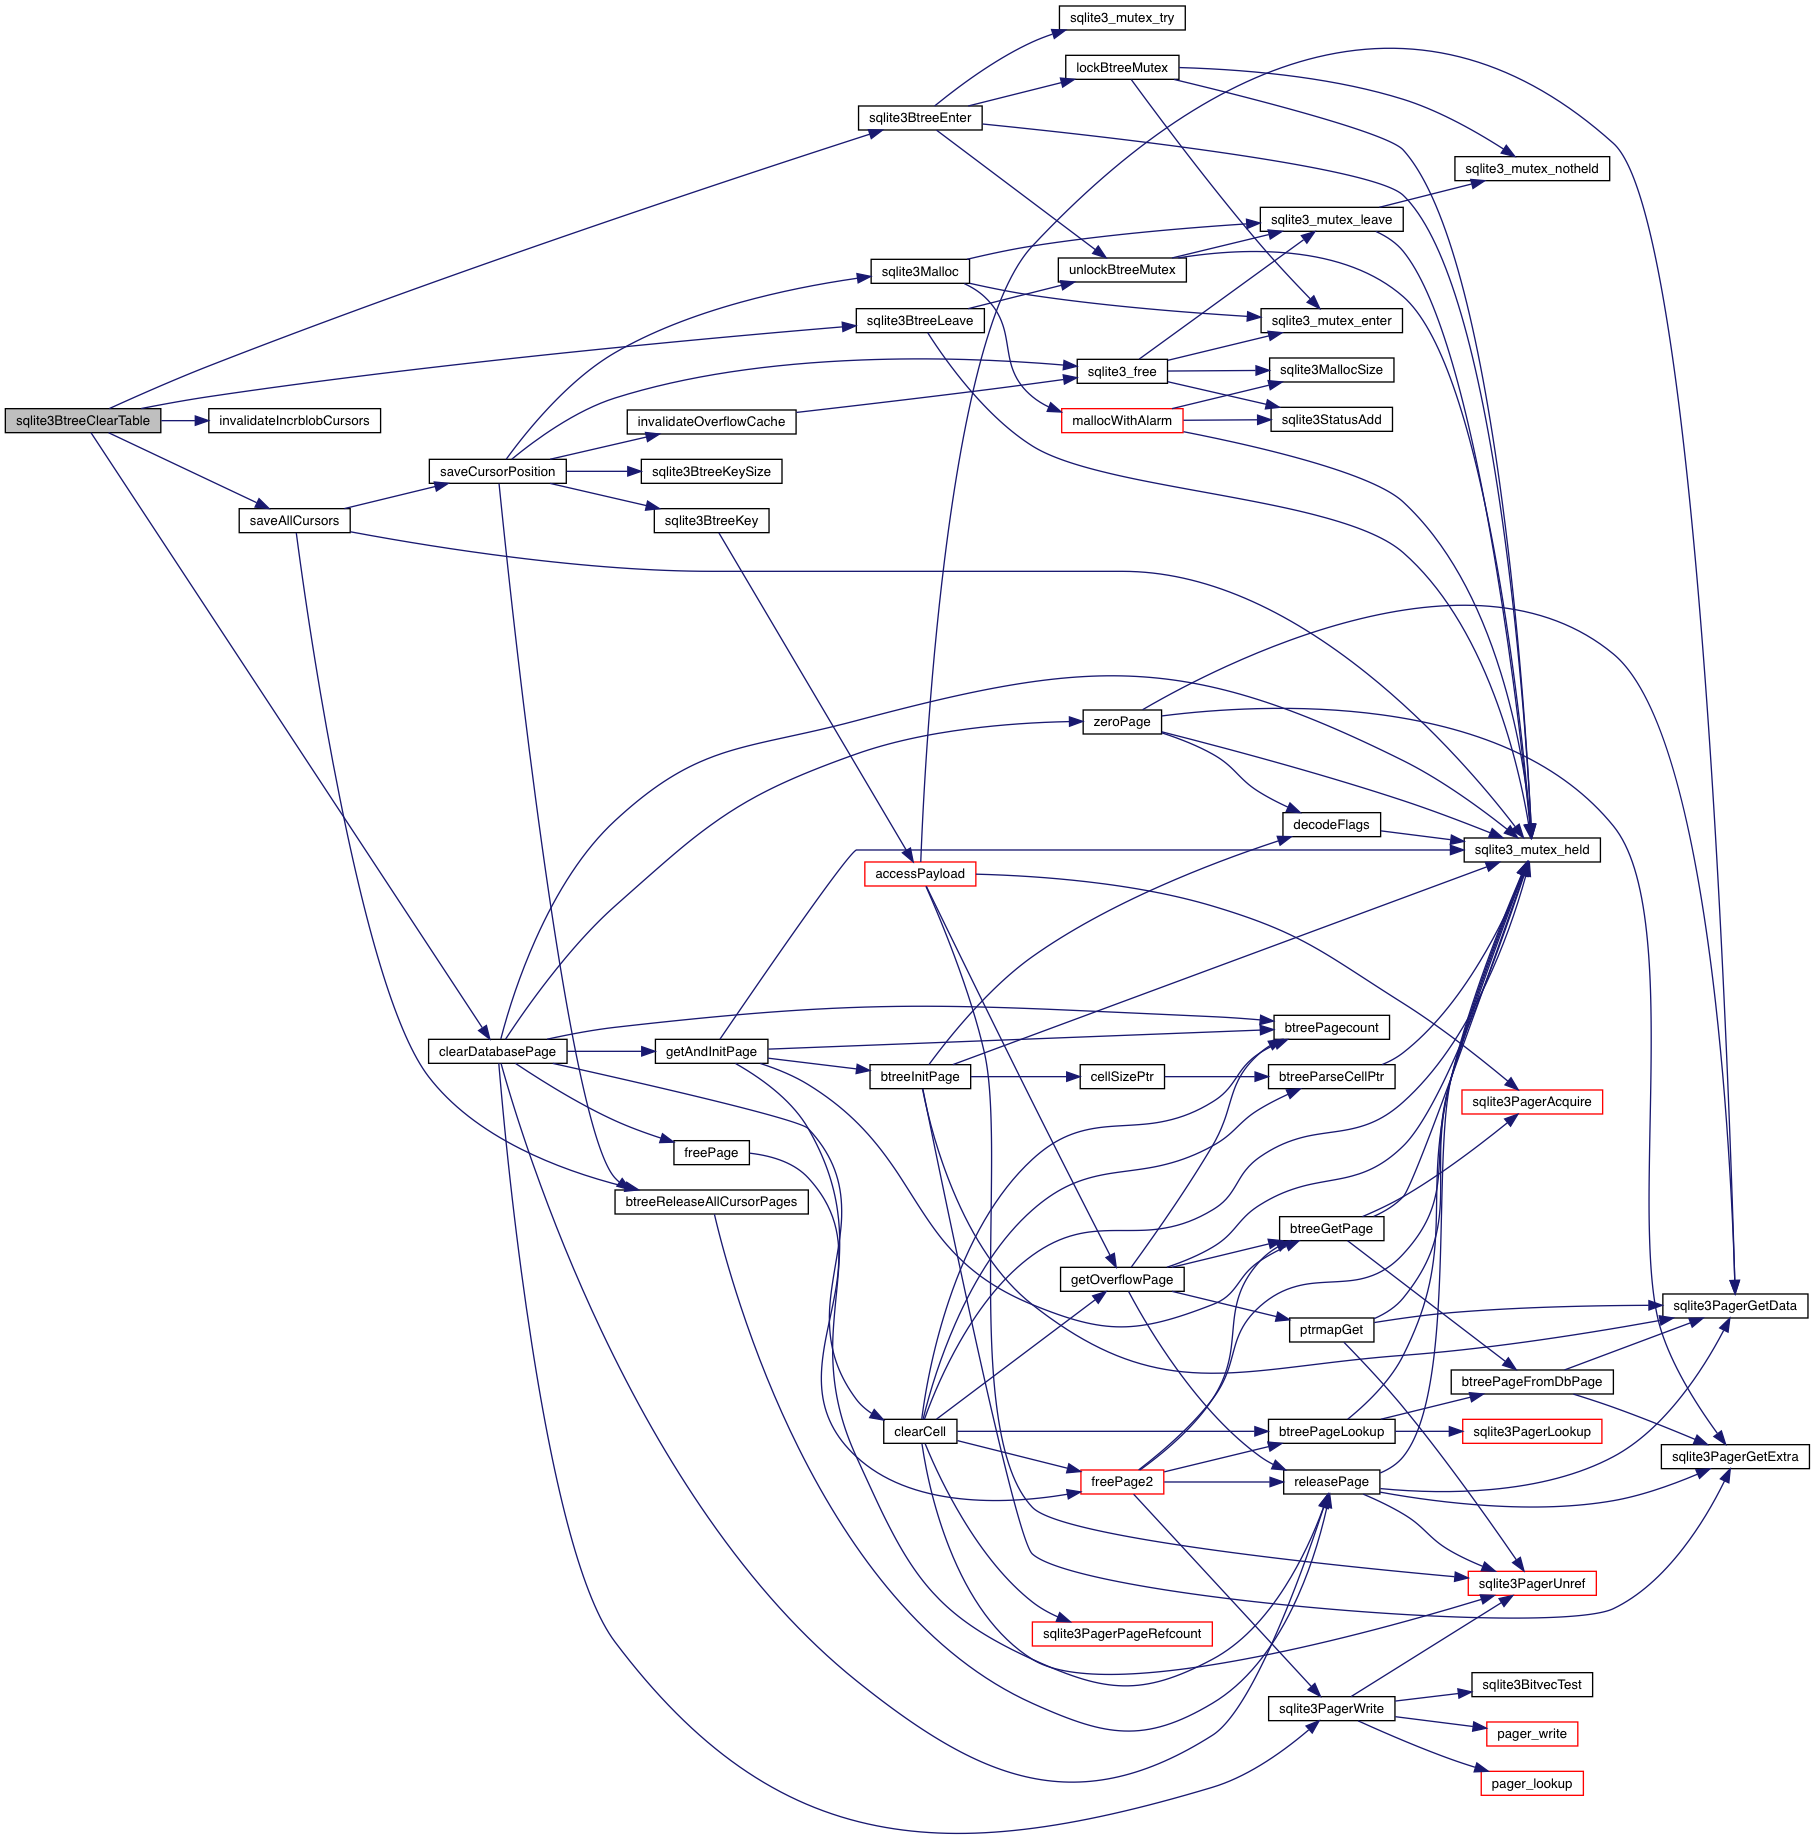 sqlite3_mutex_try
lockBtreeMutex
sqlite3BtreeEnter
sqlite3_mutex_notheld
sqlite3_mutex_leave
sqlite3Malloc
unlockBtreeMutex
sqlite3BtreeLeave
sqlite3_mutex_enter
sqlite3_free
sqlite3MallocSize
sqlite3BtreeClearTable
invalidateIncrblobCursors
invalidateOverflowCache
mallocWithAlarm
sqlite3StatusAdd
saveCursorPosition
sqlite3BtreeKeySize
saveAllCursors
sqlite3BtreeKey
zeroPage
decodeFlags
sqlite3_mutex_held
accessPayload
btreePagecount
clearDatabasePage
getAndInitPage
btreeInitPage
cellSizePtr
btreeParseCellPtr
sqlite3PagerAcquire
freePage
btreeReleaseAllCursorPages
btreeGetPage
getOverflowPage
sqlite3PagerGetData
ptrmapGet
btreePageFromDbPage
clearCell
btreePageLookup
sqlite3PagerLookup
sqlite3PagerGetExtra
freePage2
releasePage
sqlite3PagerUnref
sqlite3PagerPageRefcount
sqlite3BitvecTest
sqlite3PagerWrite
pager_write
pager_lookup